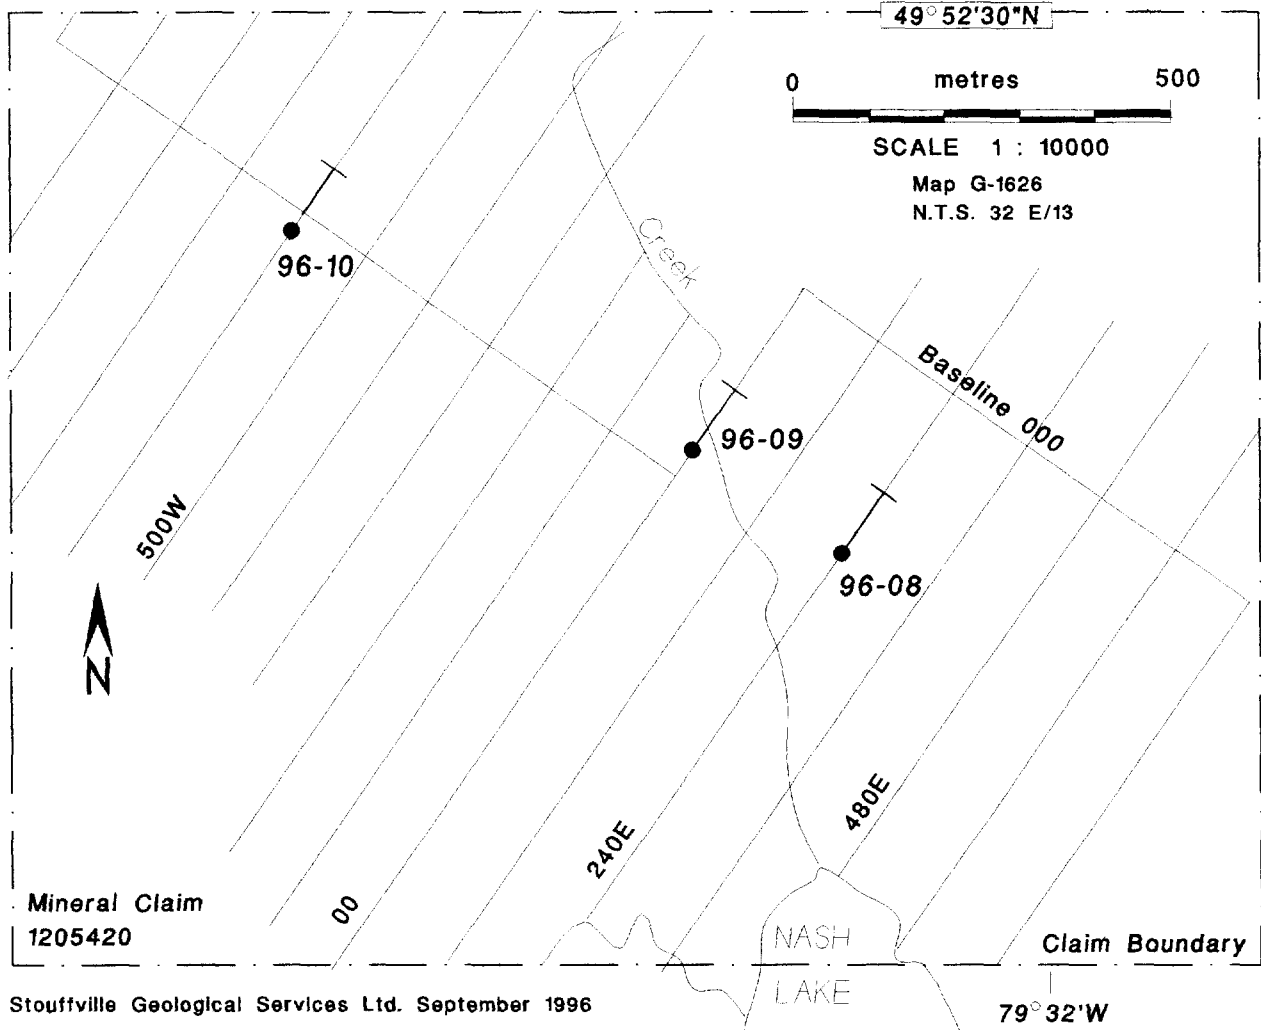 49°52'30"N
0 metres 500
SCALE 1 : 10000
Map G-1626
N.T.S. 32 E/13
Creek
96-10
Baseline 000
96-09
500W
96-08
N
480E
240E
00
Mineral Claim
1205420
NASH
LAKE
Claim Boundary
Stouffville Geological Services Ltd. September 1996
79°32'W